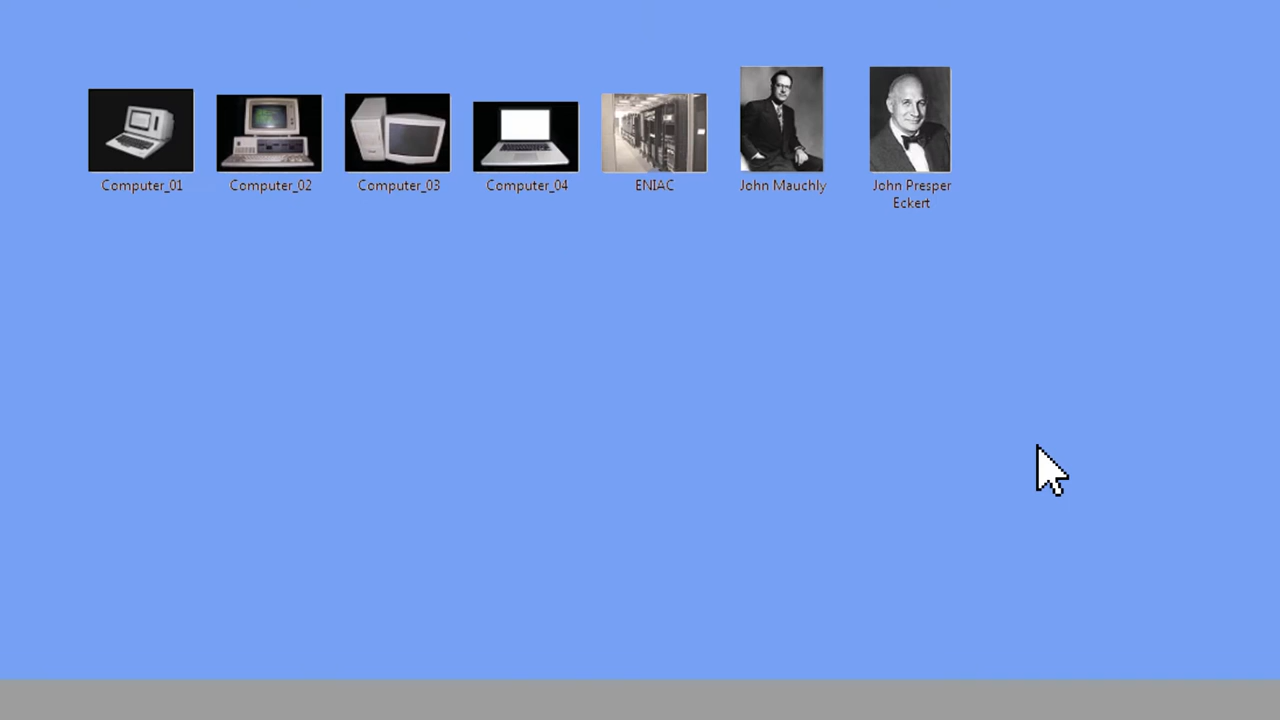 Computer_01
Computer_02
Computer_03
Computer_04
ENIAC
John Mauchly
John Presper
Eckert